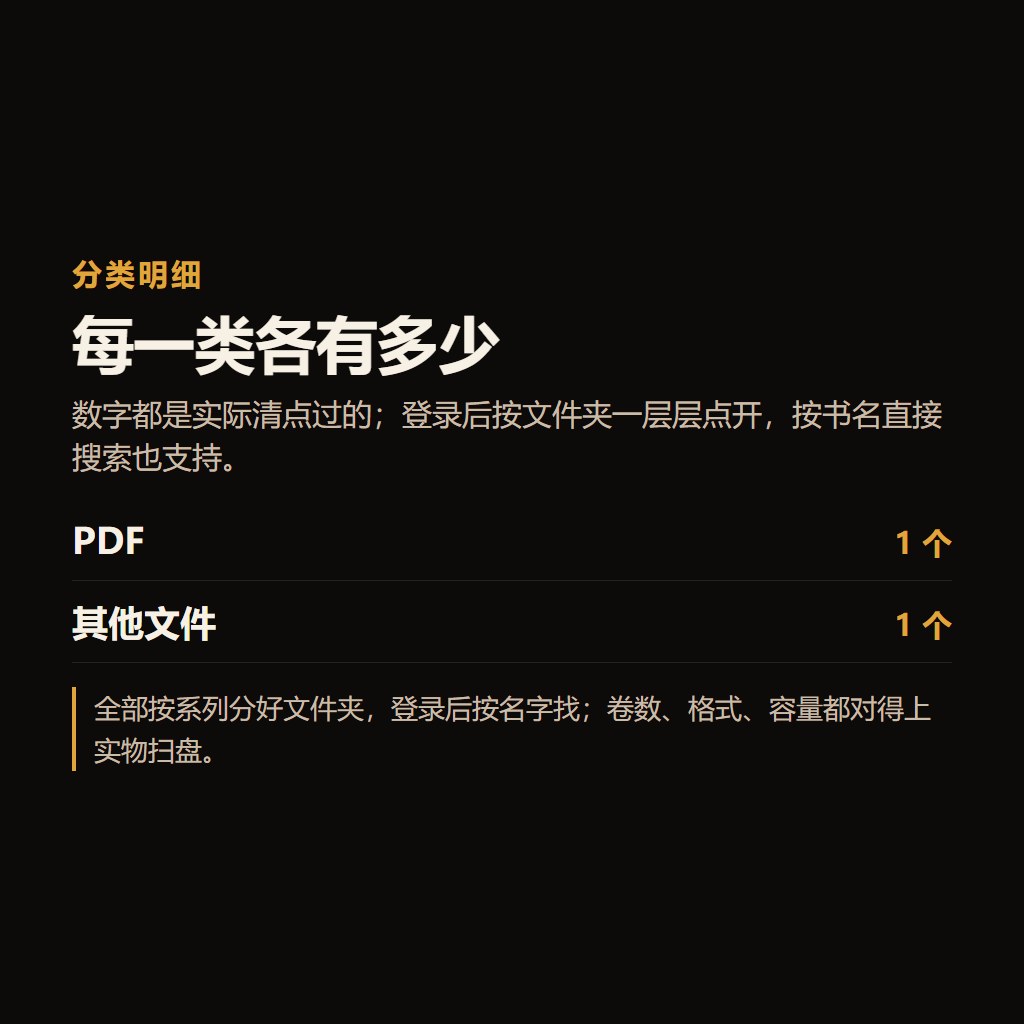 分类明细
每一类各有多少
数字都是实际清点过的；登录后按文件夹一层层点开，按书名直接
搜索也支持。
PDF 1 个
其他文件 1 个
全部按系列分好文件夹，登录后按名字找；卷数、格式、容量都对得上
实物扫盘。